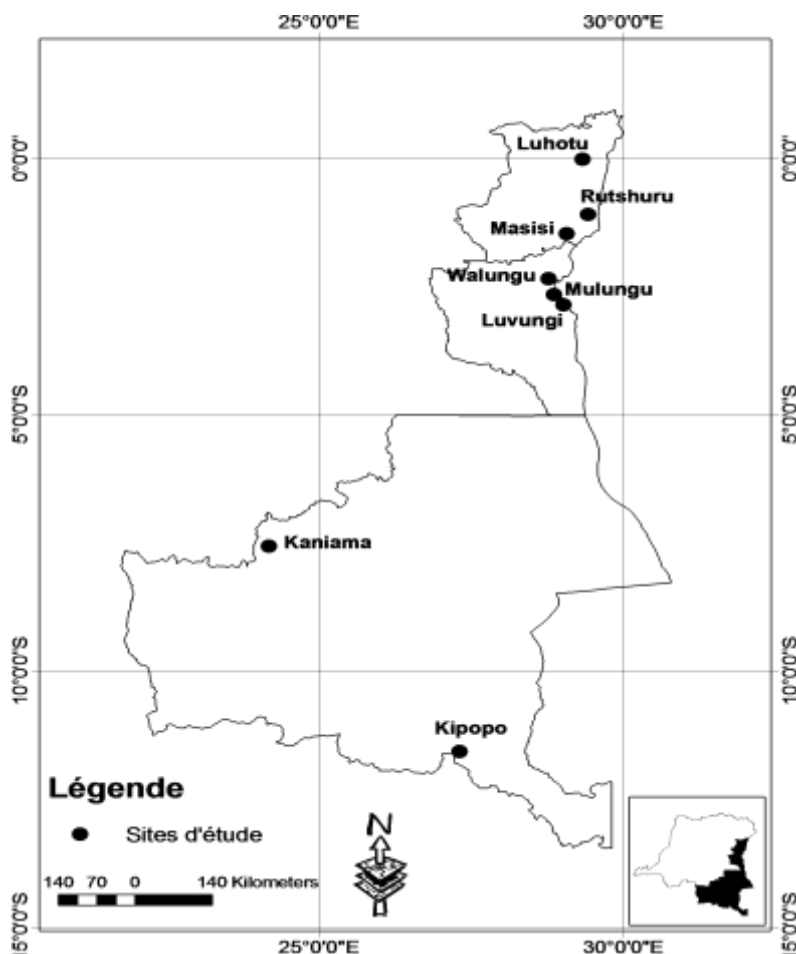 25°0'0"E 30°0'0"E
0°0'0"
Luhotu
Rutshuru
Masisi
Walungu
Mulungu
Luvungi
5°0'0"S 5°0'0"S
Kaniama
10°0'0"S 10°0'0"S
Kipopo
Légende
Sites d'étude
N
140 70 0 140 Kilometers
15°0'0"S
25°0'0"E 30°0'0"E
0°0'0"
15°0'0"S